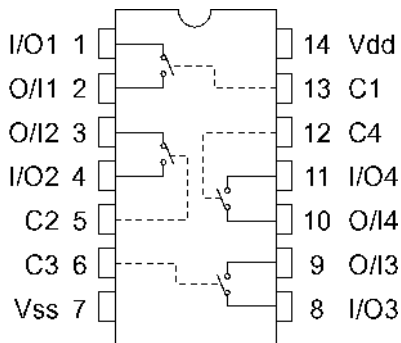 I/O1 1 14 Vdd
O/I1 2 13 C1
O/I2 3 12 C4
I/O2 4 11 I/O4
C2 5 10 O/I4
C3 6 9 O/I3
Vss 7 8 I/O3